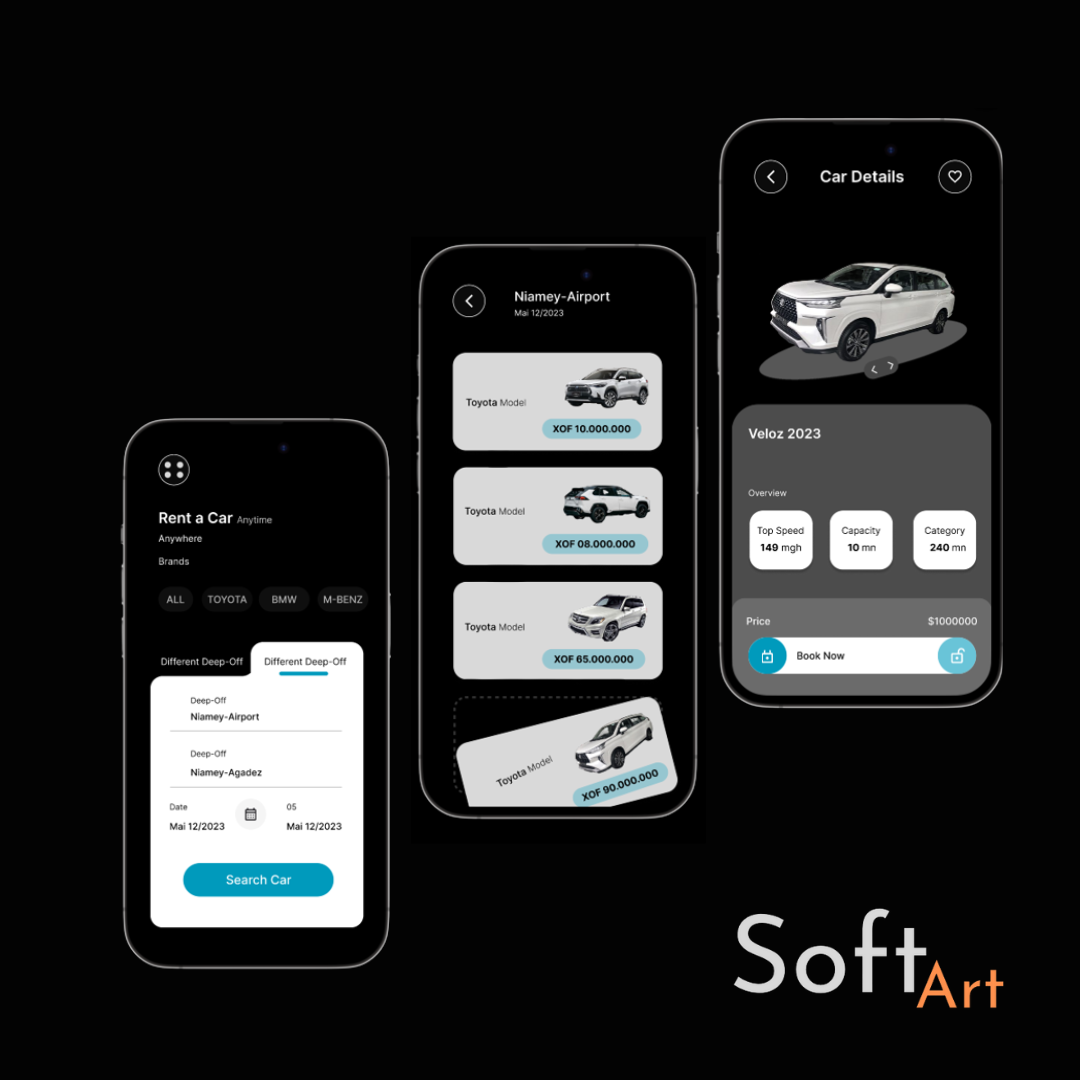 Rent a Car Anytime
Anywhere
Brands
ALL TOYOTA BMW M-BENZ
Different Deep-Off Different Deep-Off
Deep-Off
Niamey-Airport
Deep-Off
Niamey-Agadez
Date 05
Mai 12/2023 Mai 12/2023
Search Car
Niamey-Airport
Mai 12/2023
Toyota Model
XOF 10.000.000
Toyota Model
XOF 08.000.000
Toyota Model
XOF 65.000.000
Toyota Model
XOF 90.000.000
Car Details
Veloz 2023
Overview
Top Speed Capacity Category
149 mgh 10 mn 240 mn
Price $1000000
Book Now
Soft
Art